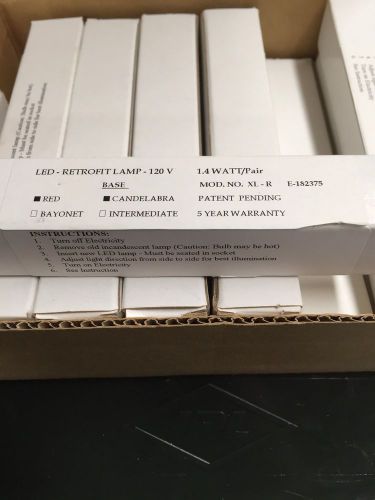 LED - RETROFIT LAMP - 120 V 1.4 WATT/Pair
BASE MOD. NO. XL - R E-182375
■ RED ■ CANDELABRA PATENT PENDING
□ BAYONET □ INTERMEDIATE 5 YEAR WARRANTY
INSTRUCTIONS:
1. Turn off Electricity
2. Remove old incandescent lamp (Caution: Bulb may be hot)
3. Insert new LED lamp - Must be seated in socket
4. Adjust light direction from side to side for best illumination
5. Turn on Electricity
6. See Instruction